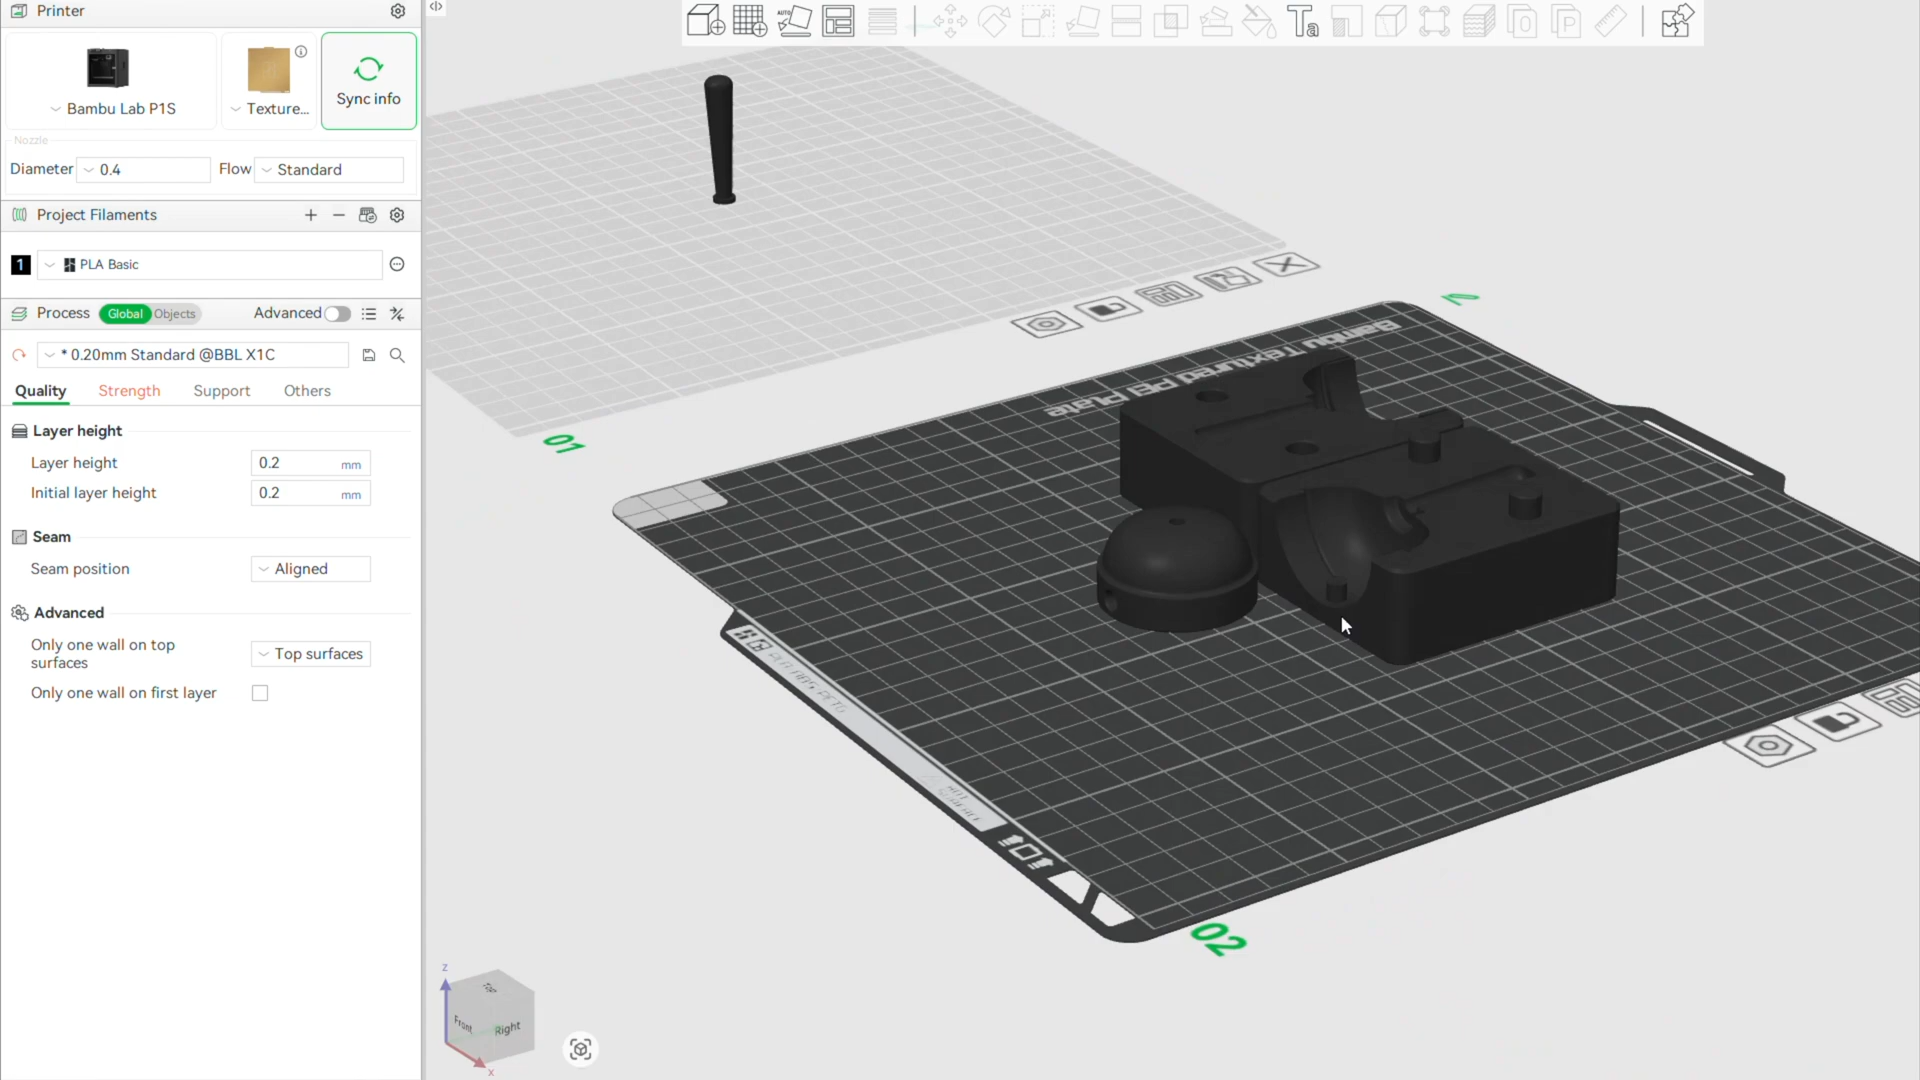 Printer
Bambu Lab P1S
Texture...
Sync info
Nozzle
Diameter
0.4
Flow
Standard
Project Filaments
1
PLA Basic
Process
Global
Objects
Advanced
* 0.20mm Standard @BBL X1C
Quality
Strength
Support
Others
Layer height
Layer height
0.2
mm
Initial layer height
0.2
mm
Seam
Seam position
Aligned
Advanced
Only one wall on top
surfaces
Top surfaces
Only one wall on first layer
AUTO
Ta
01
Bambu Textured PEI Plate
02
z
Top
Front
Right
x